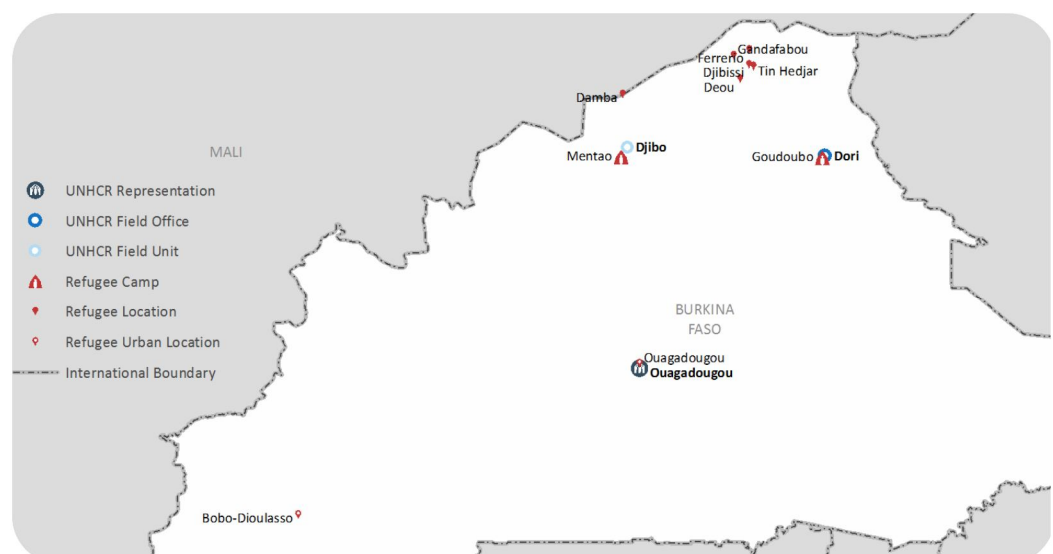 Gandafabou
Ferrerio
Djibissi
Tin Hedjar
Deou
Damba
MALI
Mentao
Djibo
Goudoubo
Dori
UNHCR Representation
UNHCR Field Office
UNHCR Field Unit
Refugee Camp
Refugee Location
Refugee Urban Location
International Boundary
BURKINA
FASO
Ouagadougou
Ouagadougou
Bobo-Dioulasso